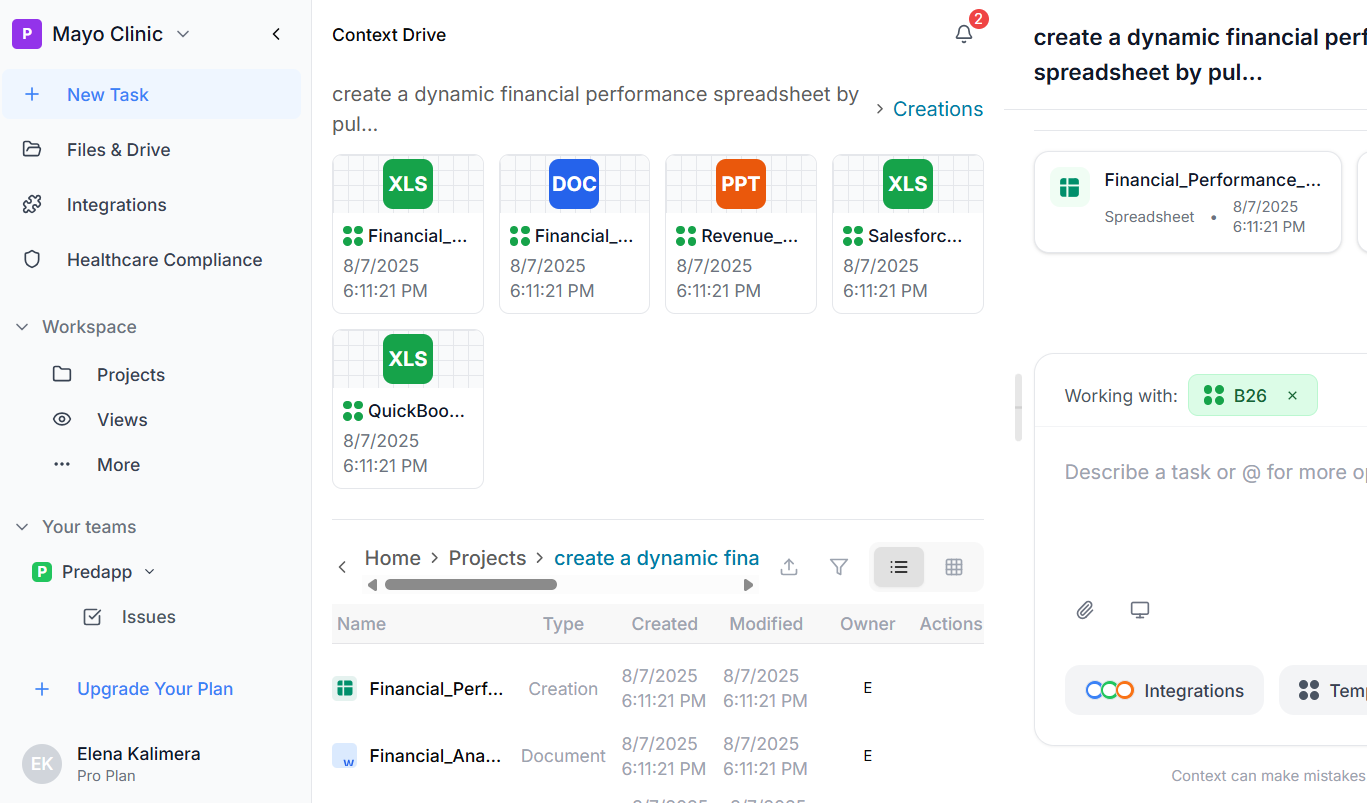 P Mayo Clinic
New Task
Files & Drive
Integrations
Healthcare Compliance
Workspace
Projects
Views
More
Your teams
P Predapp
Issues
Upgrade Your Plan
EK
Elena Kalimera
Pro Plan
Context Drive
2
create a dynamic financial performance spreadsheet by
pul...
Creations
XLS
Financial_...
8/7/2025
6:11:21 PM
DOC
Financial_...
8/7/2025
6:11:21 PM
PPT
Revenue_...
8/7/2025
6:11:21 PM
XLS
Salesforc...
8/7/2025
6:11:21 PM
XLS
QuickBoo...
8/7/2025
6:11:21 PM
Home > Projects > create a dynamic fina
Name Type Created Modified Owner Actions
Financial_Perf... Creation 8/7/2025 6:11:21 PM 8/7/2025 6:11:21 PM E
w Financial_Ana... Document 8/7/2025 6:11:21 PM 8/7/2025 6:11:21 PM E
create a dynamic financial perf
spreadsheet by pul...
Financial_Performance_...
Spreadsheet • 8/7/2025
6:11:21 PM
Working with: B26 ×
Describe a task or @ for more op
Integrations
Temp
Context can make mistakes